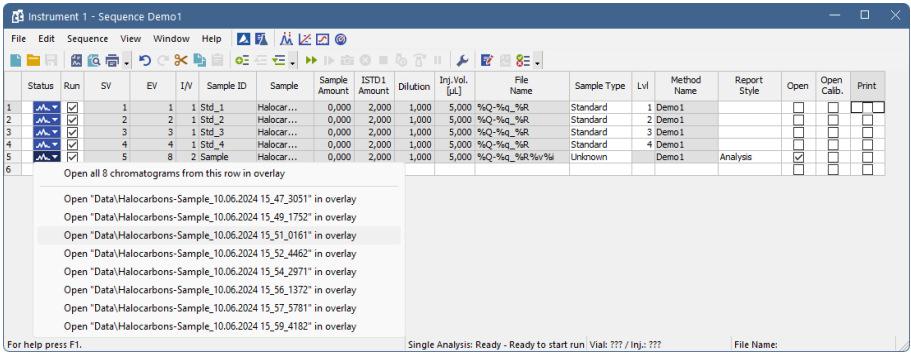 Instrument 1 - Sequence Demo1
File Edit Sequence View Window Help
Status Run SV EV I/V Sample ID Sample Sample Amount ISTD1 Amount Dilution Inj.Vol. [µL] File Name Sample Type Lvl Method Name Report Style Open Open Calib. Print
1 1 1 1 Std_1 Halocar... 0,000 2,000 1,000 5,000 %Q-%q_%R Standard 1 Demo1
2 2 2 1 Std_2 Halocar... 0,000 2,000 1,000 5,000 %Q-%q_%R Standard 2 Demo1
3 3 3 1 Std_3 Halocar... 0,000 2,000 1,000 5,000 %Q-%q_%R Standard 3 Demo1
4 4 4 1 Std_4 Halocar... 0,000 2,000 1,000 5,000 %Q-%q_%R Standard 4 Demo1
5 5 8 2 Sample Halocar... 0,000 2,000 1,000 5,000 %Q-%q_%R%v%i Unknown Demo1 Analysis
6
Open all 8 chromatograms from this row in overlay
Open "Data\Halocarbons-Sample_10.06.2024 15_47_3051" in overlay
Open "Data\Halocarbons-Sample_10.06.2024 15_49_1752" in overlay
Open "Data\Halocarbons-Sample_10.06.2024 15_51_0161" in overlay
Open "Data\Halocarbons-Sample_10.06.2024 15_52_4462" in overlay
Open "Data\Halocarbons-Sample_10.06.2024 15_54_2971" in overlay
Open "Data\Halocarbons-Sample_10.06.2024 15_56_1372" in overlay
Open "Data\Halocarbons-Sample_10.06.2024 15_57_5781" in overlay
Open "Data\Halocarbons-Sample_10.06.2024 15_59_4182" in overlay
For help press F1. Single Analysis: Ready - Ready to start run Vial: ??? / Inj.: ??? File Name: